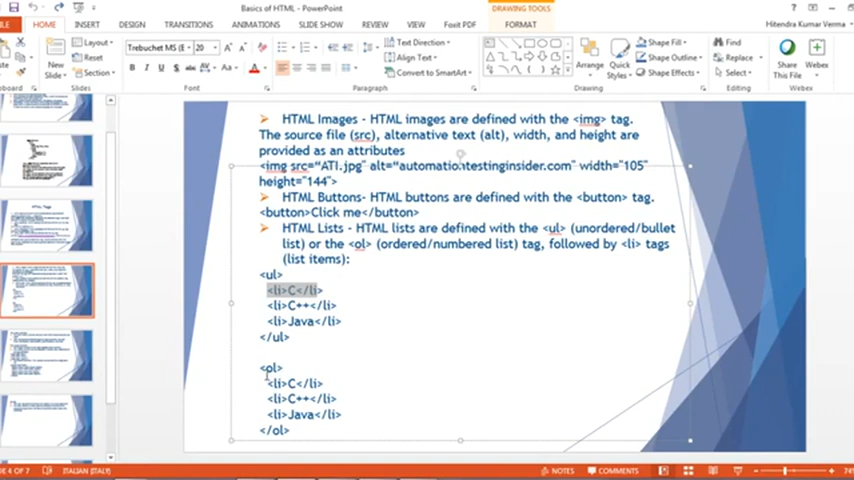 Basics of HTML - PowerPoint
DRAWING TOOLS
FILE HOME INSERT DESIGN TRANSITIONS ANIMATIONS SLIDE SHOW REVIEW VIEW Foxit PDF FORMAT
Hitendra Kumar Verma
New Slide
Layout
Reset
Section
Slides
Trebuchet MS (E 20
Font
Paragraph
Text Direction
Align Text
Convert to SmartArt
Arrange
Quick Styles
Shape Fill
Shape Outline
Shape Effects
Drawing
Find
Replace
Select
Editing
Share This File
Webex
HTML Images - HTML images are defined with the <img> tag.
The source file (src), alternative text (alt), width, and height are
provided as an attributes
<img src=“ATI.jpg" alt=“automationtestinginsider.com" width="105"
height="144">
HTML Buttons- HTML buttons are defined with the <button> tag.
<button>Click me</button>
HTML Lists - HTML lists are defined with the <ul> (unordered/bullet
list) or the <ol> (ordered/numbered list) tag, followed by <li> tags
(list items):
<ul>
<li>C</li>
<li>C++</li>
<li>Java</li>
</ul>
<ol>
<li>C</li>
<li>C++</li>
<li>Java</li>
</ol>
HTML Tags
4 OF 7 ITALIAN (ITALY) NOTES COMMENTS